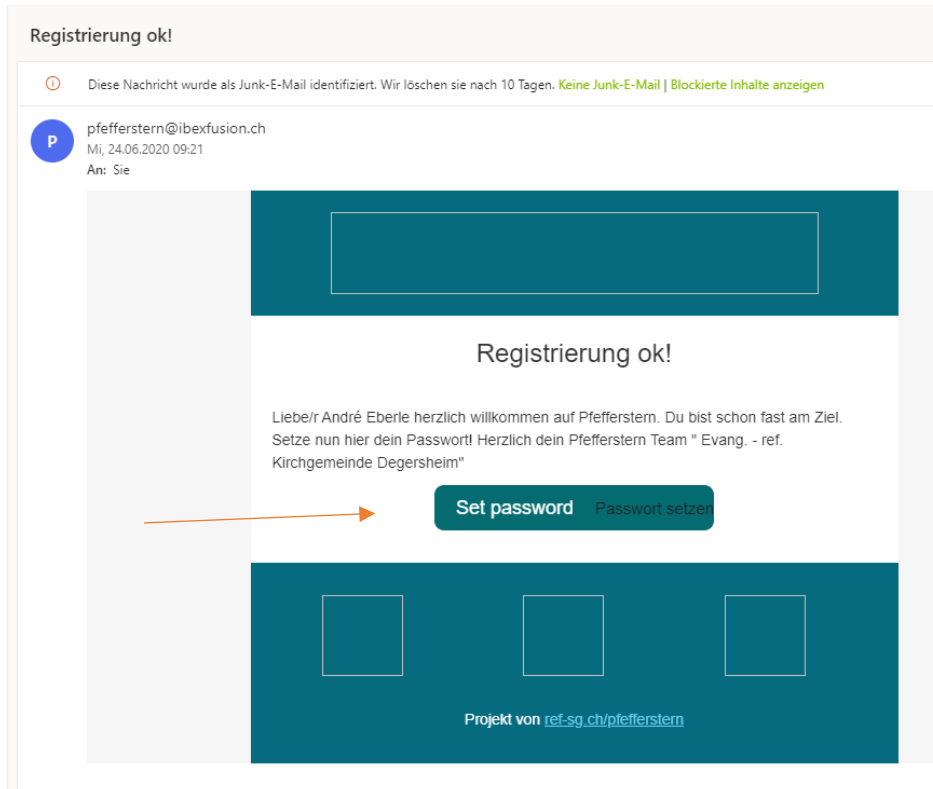 Registrierung ok!
Diese Nachricht wurde als Junk-E-Mail identifiziert. Wir löschen sie nach 10 Tagen. Keine Junk-E-Mail | Blockierte Inhalte anzeigen
P
pfefferstern@ibexfusion.ch
Mi, 24.06.2020 09:21
An: Sie
Registrierung ok!
Liebe/r André Eberle herzlich willkommen auf Pfefferstern. Du bist schon fast am Ziel.
Setze nun hier dein Passwort! Herzlich dein Pfefferstern Team " Evang. - ref.
Kirchgemeinde Degersheim"
Set password Passwort setzen
Projekt von ref-sg.ch/pfefferstern